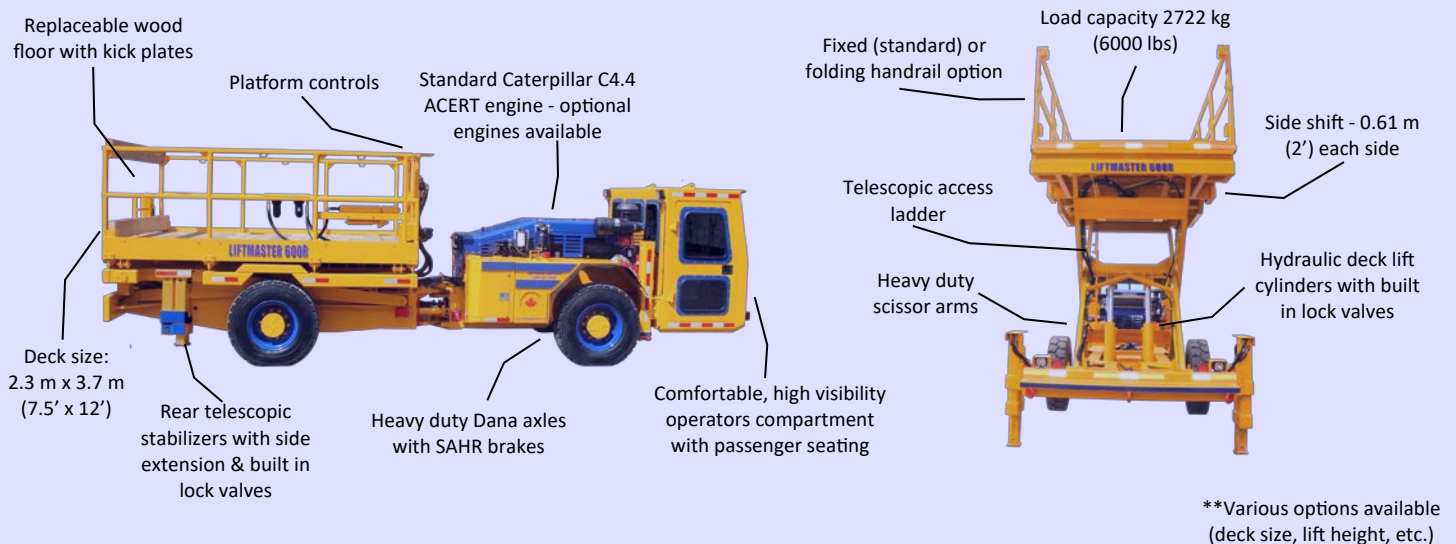 Replaceable wood
floor with kick plates
Platform controls
Standard Caterpillar C4.4
ACERT engine - optional
engines available
LIFTMASTER 600R
Deck size:
2.3 m x 3.7 m
(7.5’ x 12’)
Rear telescopic
stabilizers with side
extension & built in
lock valves
Heavy duty Dana axles
with SAHR brakes
Comfortable, high visibility
operators compartment
with passenger seating
Load capacity 2722 kg
(6000 lbs)
Fixed (standard) or
folding handrail option
Side shift - 0.61 m
(2’) each side
LIFTMASTER 600R
Telescopic access
ladder
Heavy duty
scissor arms
Hydraulic deck lift
cylinders with built
in lock valves
**Various options available
(deck size, lift height, etc.)